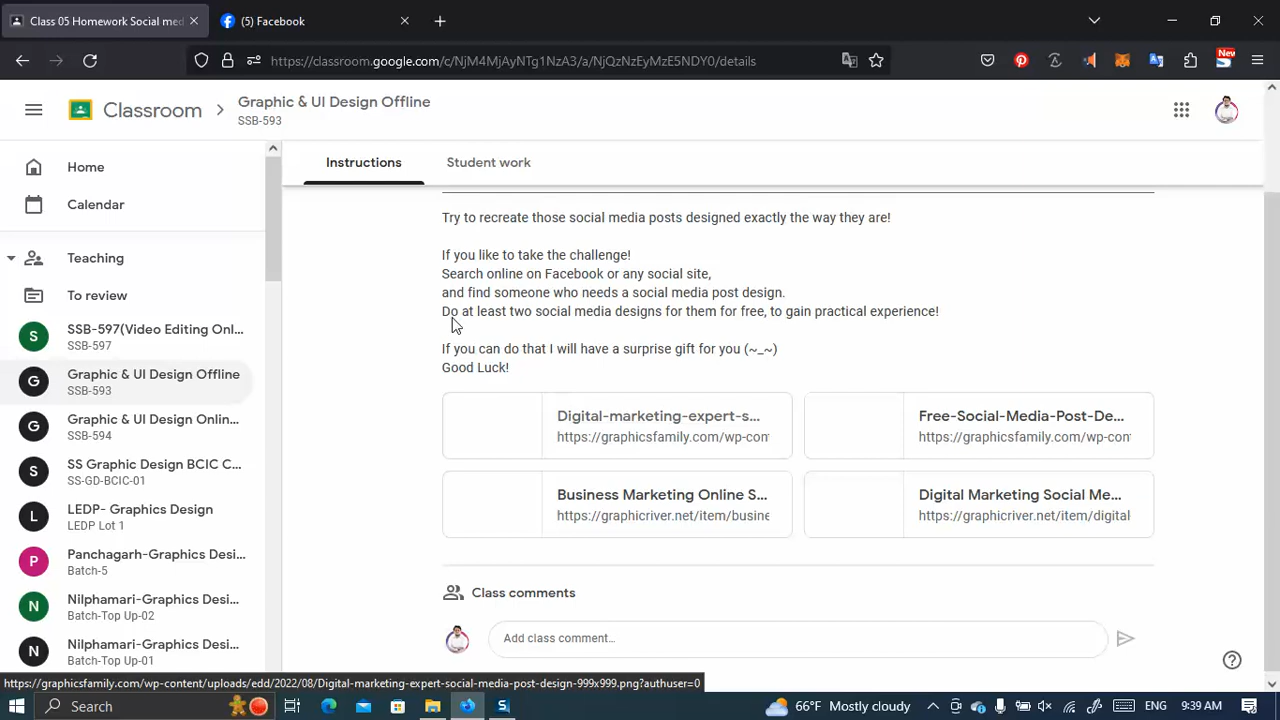 Class 05 Homework Social med
(5) Facebook
https://classroom.google.com/c/NjM4MjAyNTg1NzA3/a/NjQzNzEyMzE5NDY0/details
New
Classroom
Graphic & UI Design Offline
SSB-593
Home
Calendar
Teaching
To review
S
SSB-597(Video Editing Onl...
SSB-597
G
Graphic & UI Design Offline
SSB-593
G
Graphic & UI Design Onlin...
SSB-594
S
SS Graphic Design BCIC C...
SS-GD-BCIC-01
L
LEDP- Graphics Design
LEDP Lot 1
P
Panchagarh-Graphics Desi...
Batch-5
N
Nilphamari-Graphics Desi...
Batch-Top Up-02
N
Nilphamari-Graphics Desi...
Batch-Top Up-01
Instructions
Student work
Try to recreate those social media posts designed exactly the way they are!
If you like to take the challenge!
Search online on Facebook or any social site,
and find someone who needs a social media post design.
Do at least two social media designs for them for free, to gain practical experience!
If you can do that I will have a surprise gift for you (~_~)
Good Luck!
Digital-marketing-expert-s...
https://graphicsfamily.com/wp-con
Free-Social-Media-Post-De...
https://graphicsfamily.com/wp-con
Business Marketing Online S...
https://graphicriver.net/item/busine
Digital Marketing Social Me...
https://graphicriver.net/item/digital
Class comments
Add class comment...
https://graphicsfamily.com/wp-content/uploads/edd/2022/08/Digital-marketing-expert-social-media-post-design-999x999.png?authuser=0
Search
66°F Mostly cloudy
ENG
9:39 AM